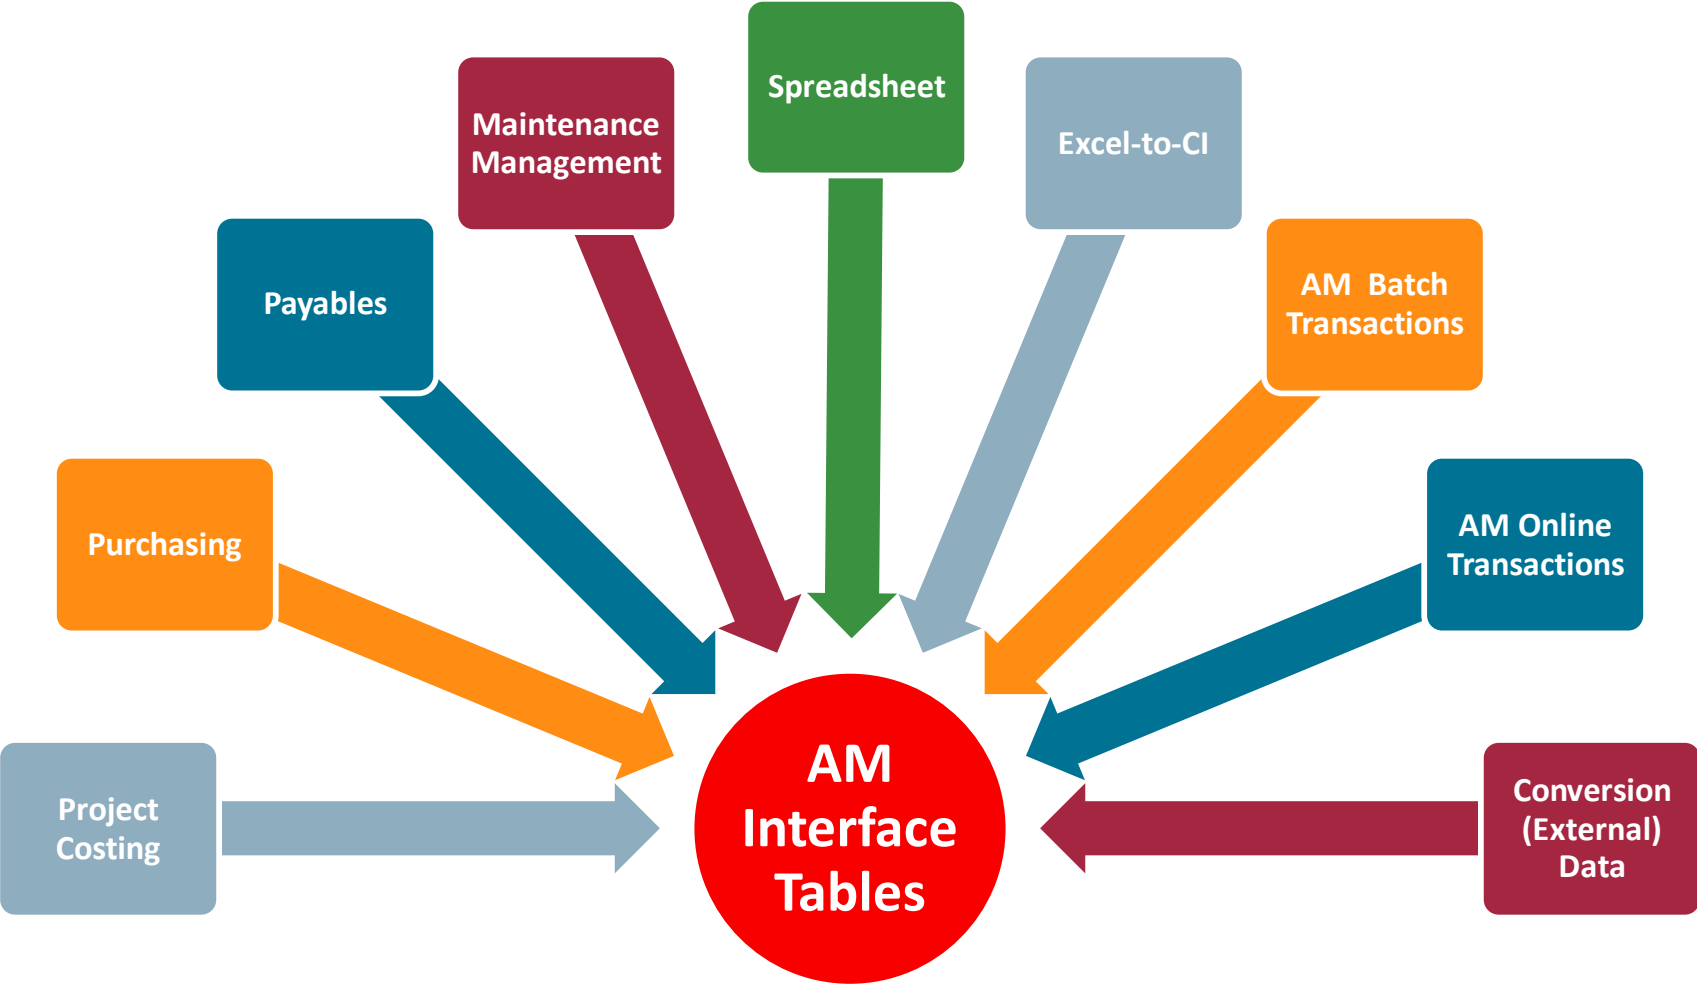 Spreadsheet
Maintenance
Management
Excel-to-CI
Payables
AM  Batch
Transactions
Purchasing
AM Online
Transactions
Project
Costing
AM
Interface
Tables
Conversion
(External)
Data